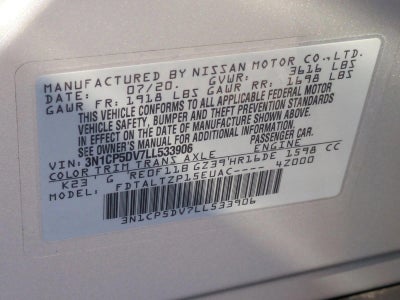 MANUFACTURED BY NISSAN MOTOR CO., LTD.
DATE: 07/20. GVWR: 3616 LBS
GAWR FR: 1918 LBS GAWR RR: 1698 LBS
THIS VEHICLE CONFORMS TO ALL APPLICABLE FEDERAL MOTOR
VEHICLE SAFETY, BUMPER AND THEFT PREVENTION STANDARDS
IN EFFECT ON THE DATE OF MANUFACTURE SHOWN ABOVE.
SEE OWNER'S MANUAL FOR ADDITIONAL INFORMATION
VIN: 3N1CP5DV7LL533906 PASSENGER CAR.
COLOR TRIM TRANS AXLE ENGINE
K23 G RE0F11B GZ39 HR16DE 1598 CC
FDTALTZP15EUAC---- 42000
3N1CP5DV7LL533906